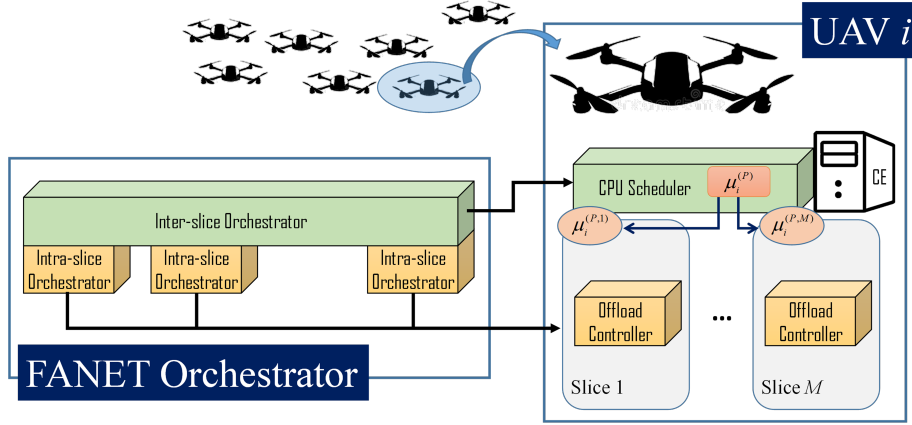 UAV i
CPU Scheduler
μ_i^{(P)}
CE
Inter-slice Orchestrator
μ_i^{(P,1)}
μ_i^{(P,M)}
Intra-slice
Orchestrator
Intra-slice
Orchestrator
Intra-slice
Orchestrator
Offload
Controller
...
Offload
Controller
FANET Orchestrator
Slice 1
Slice M